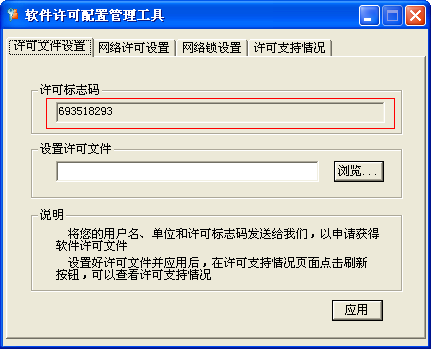 软件许可配置管理工具
许可文件设置 网络许可设置 网络锁设置 许可支持情况
许可标志码
693518293
设置许可文件
浏览...
说明
将您的用户名、单位和许可标志码发送给我们，以申请获得
软件许可文件
设置好许可文件并应用后，在许可支持情况页面点击刷新
按钮，可以查看许可支持情况
应用